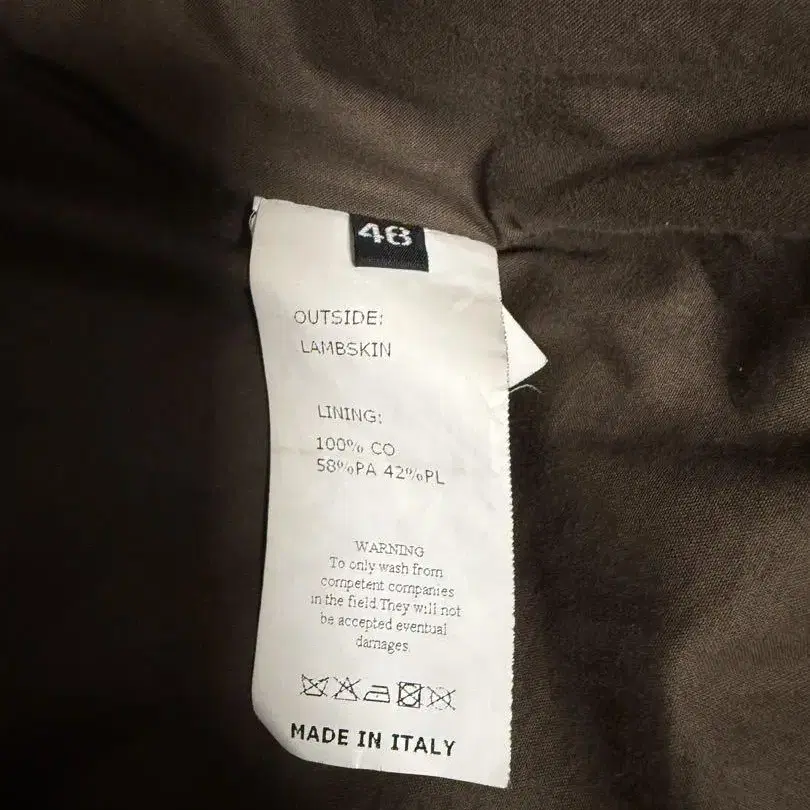 48
OUTSIDE:
LAMBSKIN
LINING:
100% CO
58%PA 42%PL
WARNING
To only wash from
competent companies
in the field.They will not
be accepted eventual
damages.
MADE IN ITALY